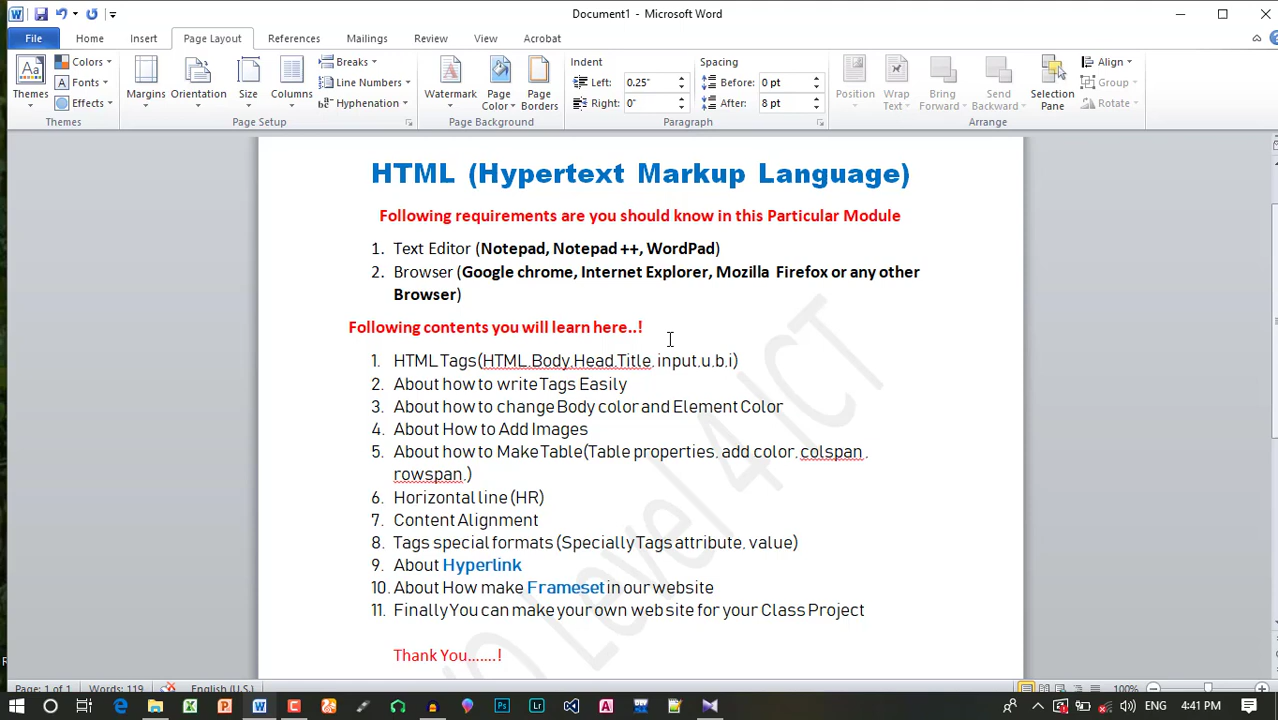 Document1 - Microsoft Word
File Home Insert Page Layout References Mailings Review View Acrobat
Themes Colors Fonts Effects Themes
Margins Orientation Size Columns Breaks Line Numbers Hyphenation Page Setup
Watermark Page Color Page Borders Page Background
Indent Left: 0.25" Right: 0" Spacing Before: 0 pt After: 8 pt Paragraph
Position Wrap Text Bring Forward Send Backward Selection Pane Align Group Rotate Arrange
HTML (Hypertext Markup Language)
Following requirements are you should know in this Particular Module
1. Text Editor (Notepad, Notepad ++, WordPad)
2. Browser (Google chrome, Internet Explorer, Mozilla Firefox or any other
Browser)
Following contents you will learn here..!
1. HTML Tags(HTML,Body,Head,Title, input,u,b,i)
2. About how to write Tags Easily
3. About how to change Body color and Element Color
4. About How to Add Images
5. About how to Make Table(Table properties, add color, colspan ,
rowspan,)
6. Horizontal line (HR)
7. Content Alignment
8. Tags special formats (Specially Tags attribute, value)
9. About Hyperlink
10. About How make Frameset in our website
11. Finally You can make your own web site for your Class Project
Thank You.......!
Level 4 ICT
Page: 1 of 1 Words: 119 English (U.S.) 100%
ENG 4:41 PM